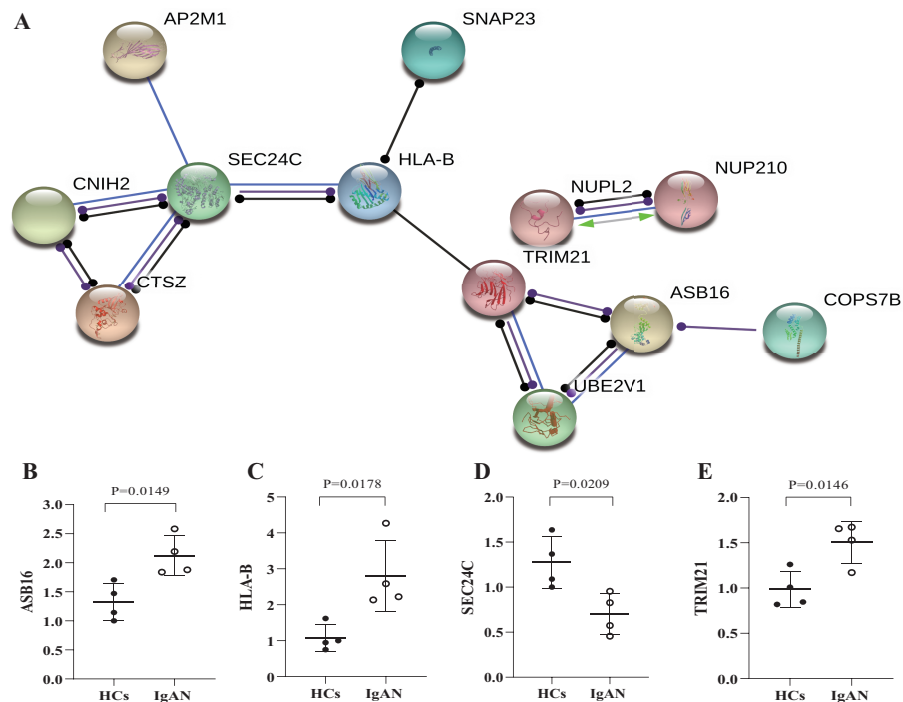 A
AP2M1
SNAP23
SEC24C
HLA-B
CNIH2
NUPL2
NUP210
CTSZ
TRIM21
ASB16
COPS7B
UBE2V1
B
P=0.0149
ASB16
3.0
2.5
2.0
1.5
1.0
0.5
0.0
HCs
IgAN
C
P=0.0178
HLA-B
5
4
3
2
1
0
HCs
IgAN
D
P=0.0209
SEC24C
2.0
1.5
1.0
0.5
0.0
HCs
IgAN
E
P=0.0146
TRIM21
2.0
1.5
1.0
0.5
0.0
HCs
IgAN